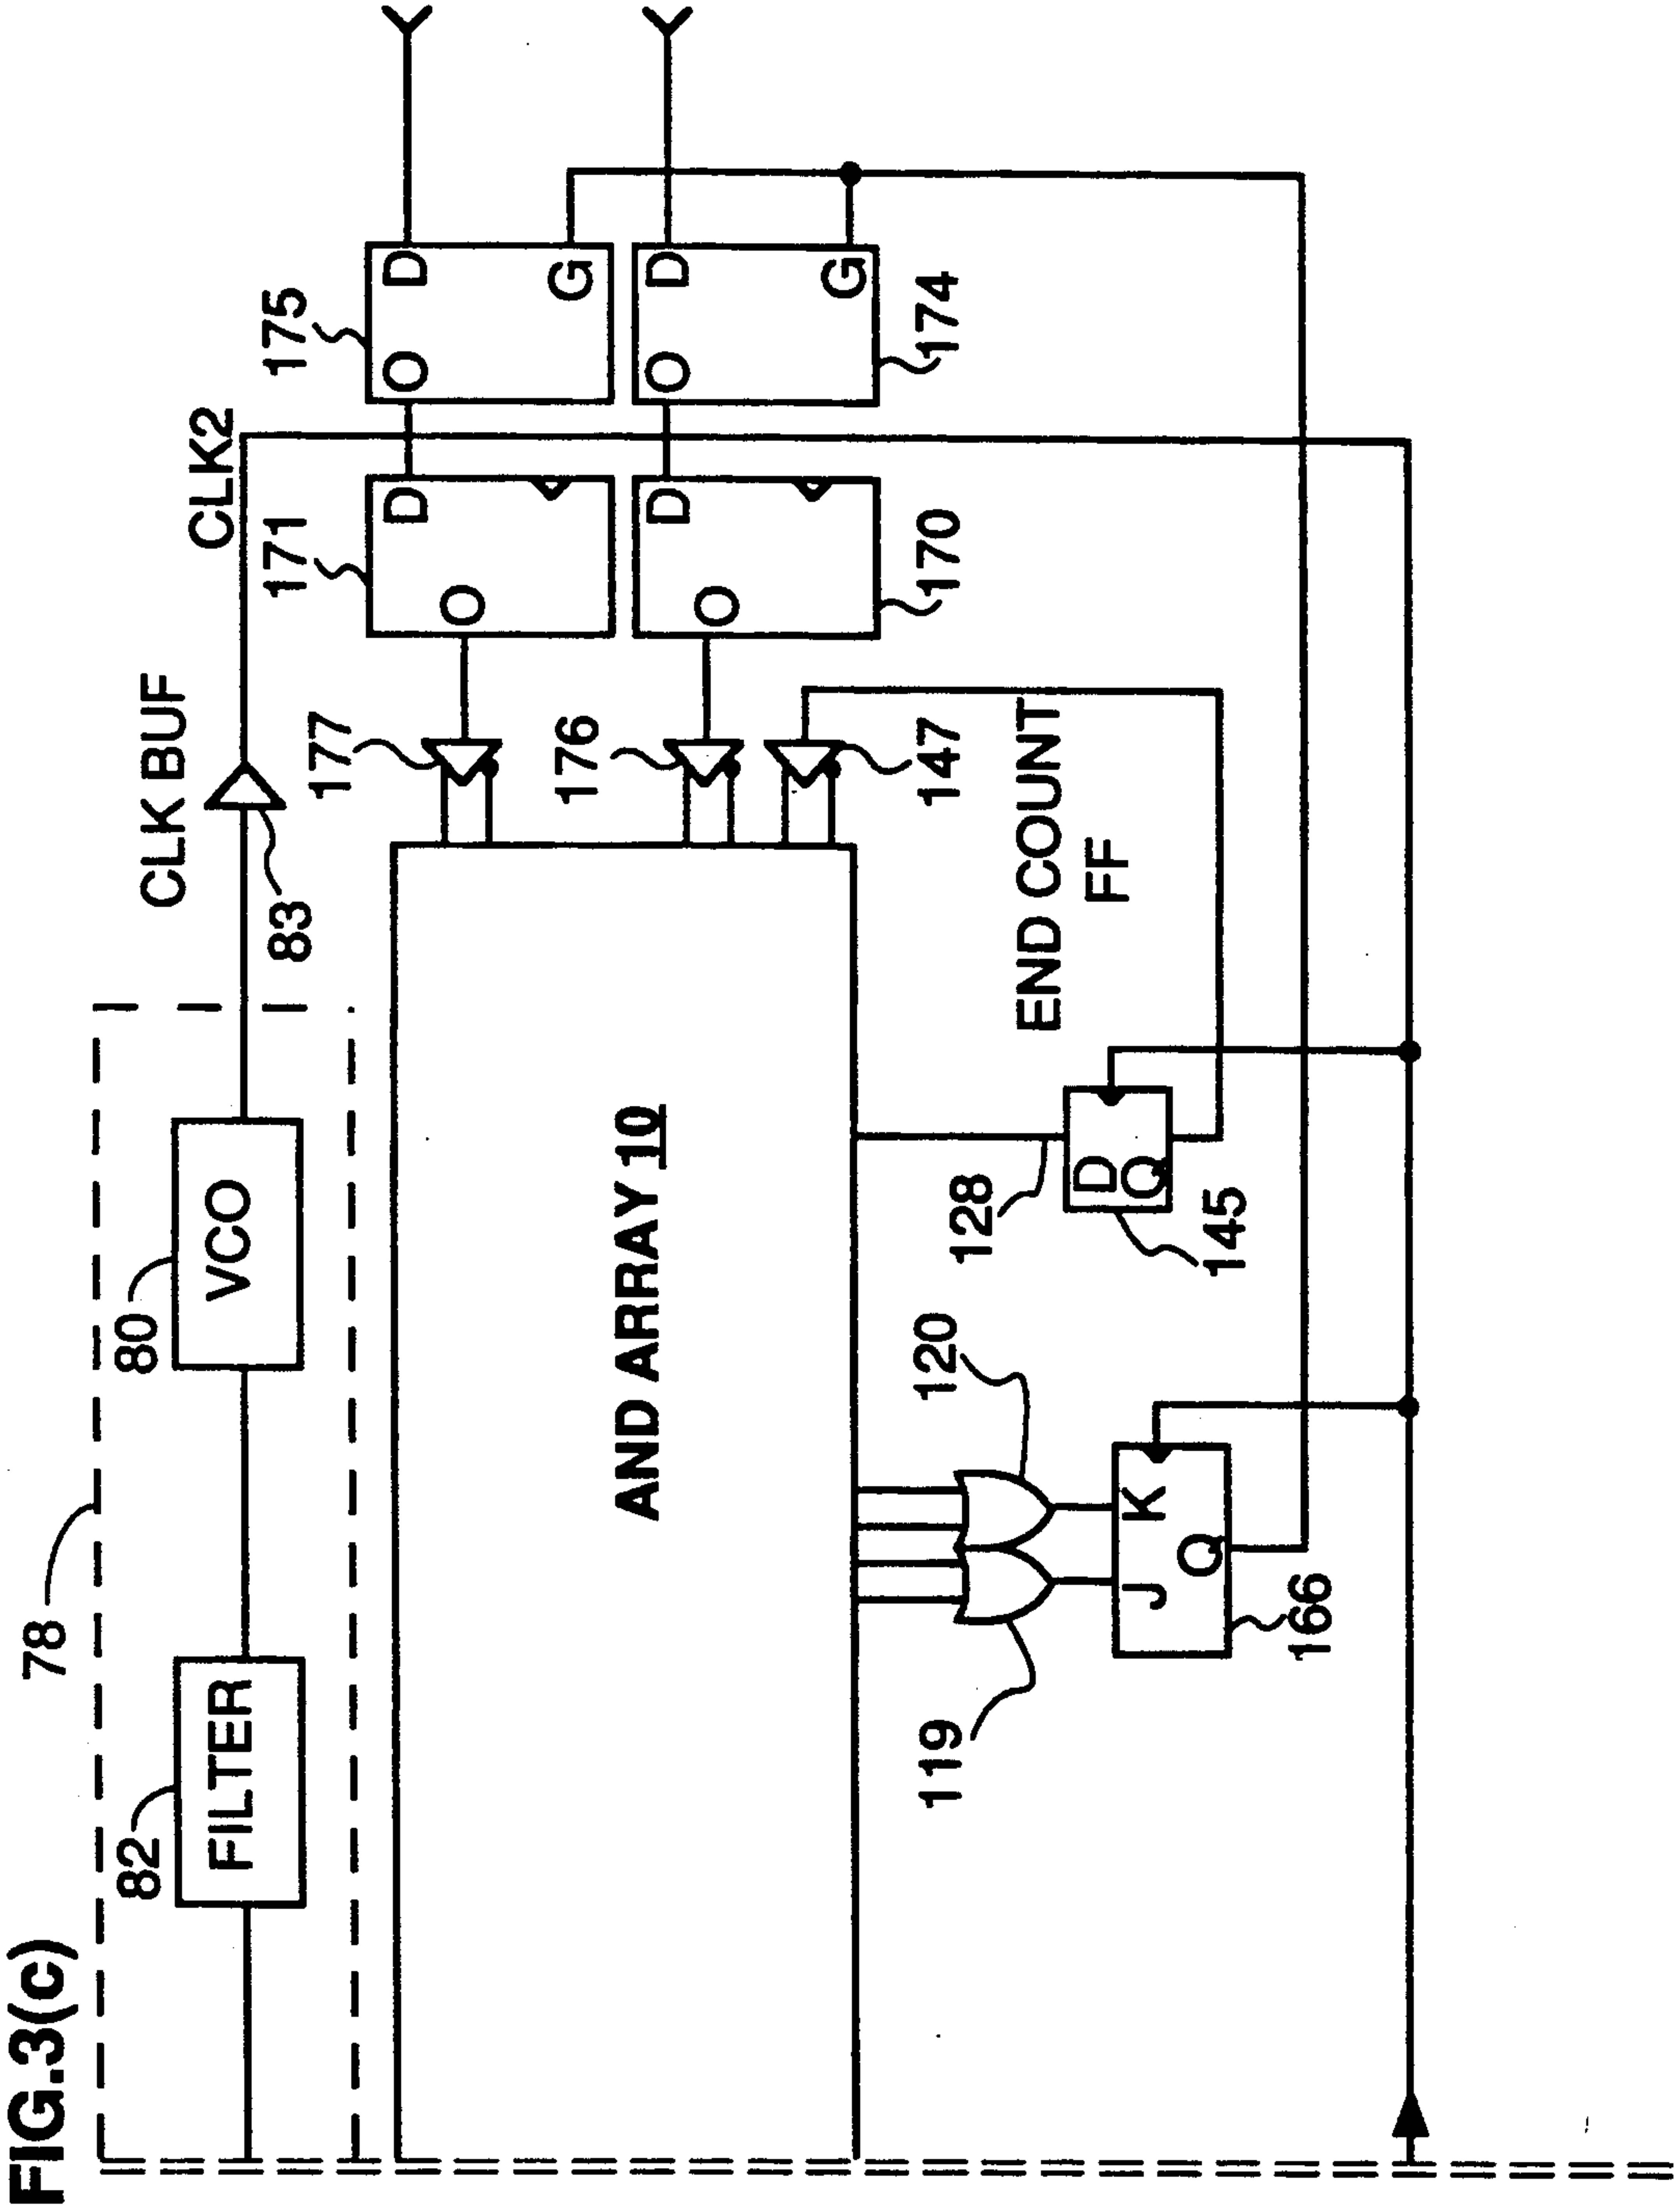 FIG.3(c)
78
82
FILTER
80
VCO
83
CLK BUF
CLK2
177
171
O
D
175
O
D
G
176
O
D
170
O
D
G
174
147
AND ARRAY 10
END COUNT
FF
128
D
Q
145
119
120
J
K
Q
166